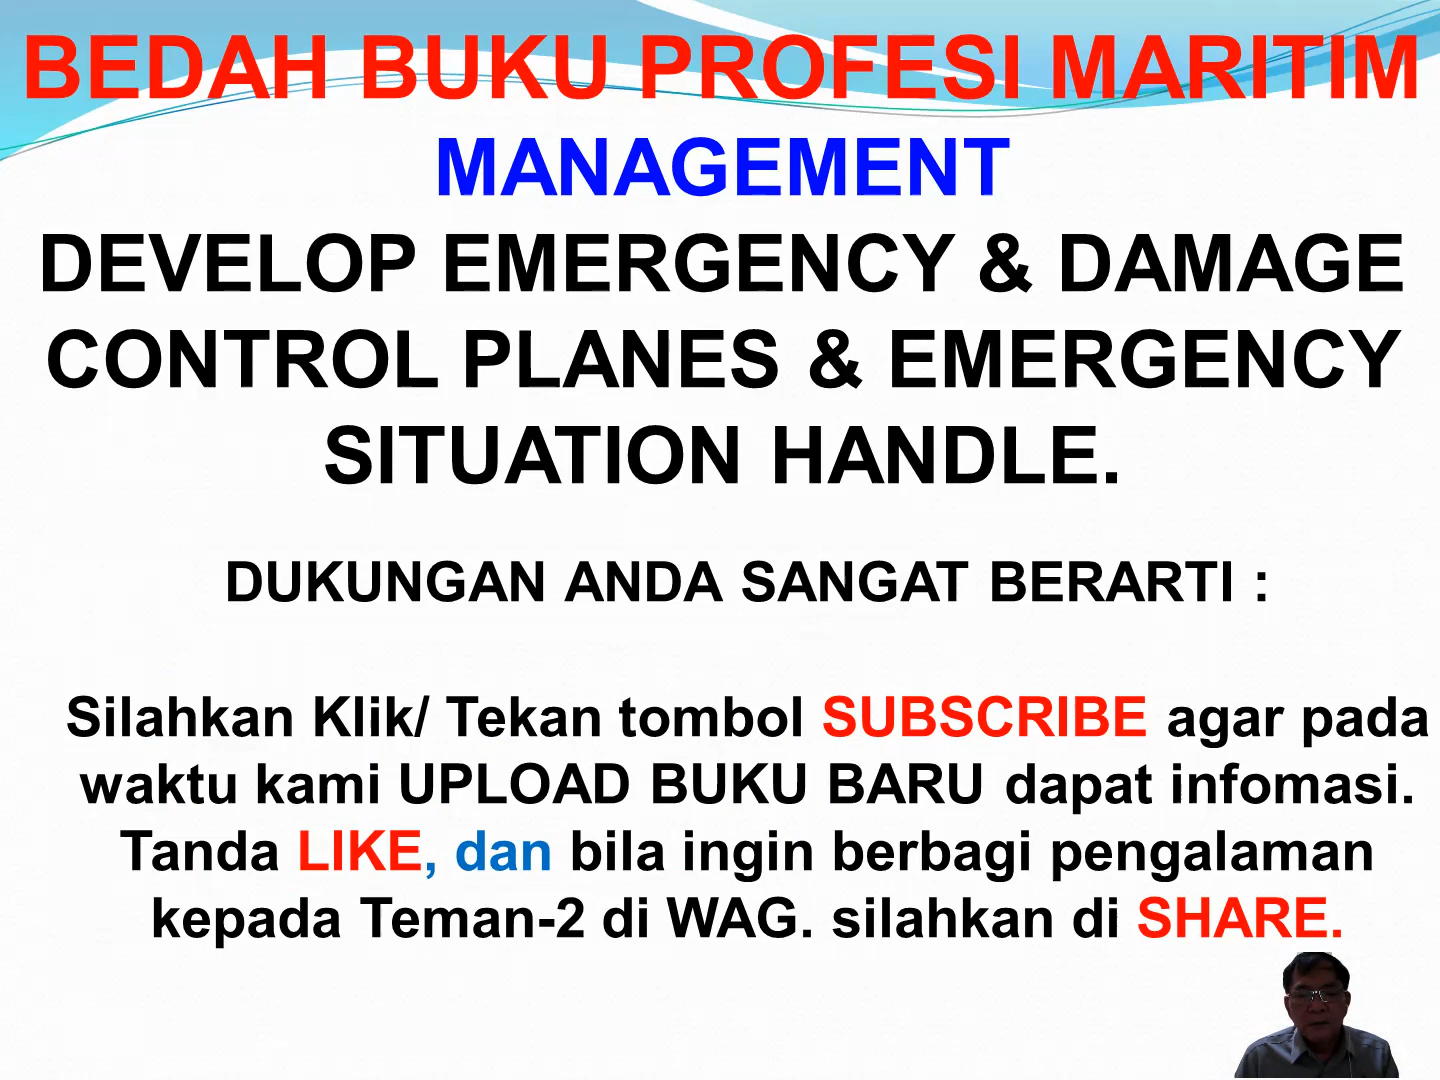 BEDAH BUKU PROFESI MARITIM
MANAGEMENT
DEVELOP EMERGENCY & DAMAGE
CONTROL PLANES & EMERGENCY
SITUATION HANDLE.
DUKUNGAN ANDA SANGAT BERARTI :
Silahkan Klik/ Tekan tombol SUBSCRIBE agar pada
waktu kami UPLOAD BUKU BARU dapat infomasi.
Tanda LIKE, dan bila ingin berbagi pengalaman
kepada Teman-2 di WAG. silahkan di SHARE.